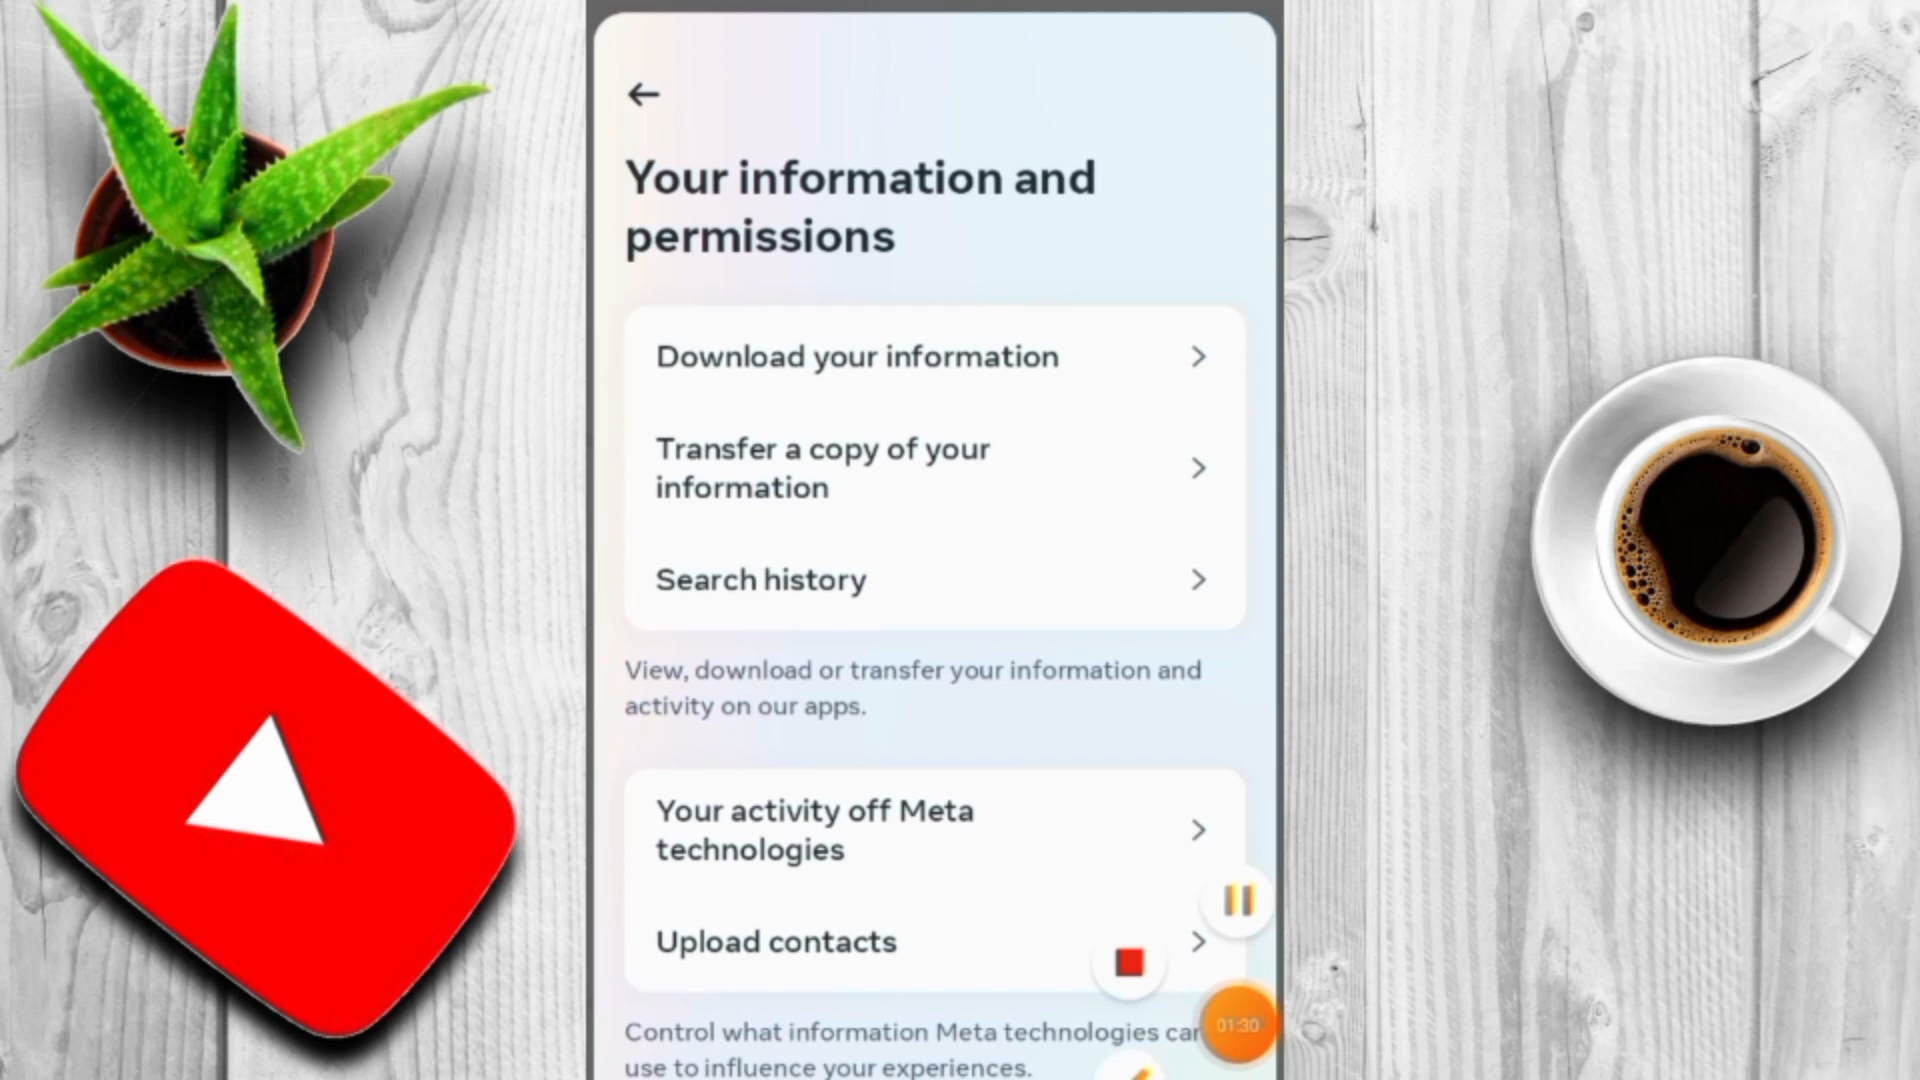 Your information and
permissions
Download your information
Transfer a copy of your
information
Search history
View, download or transfer your information and
activity on our apps.
Your activity off Meta
technologies
Upload contacts
Control what information Meta technologies can
use to influence your experiences.
01:30